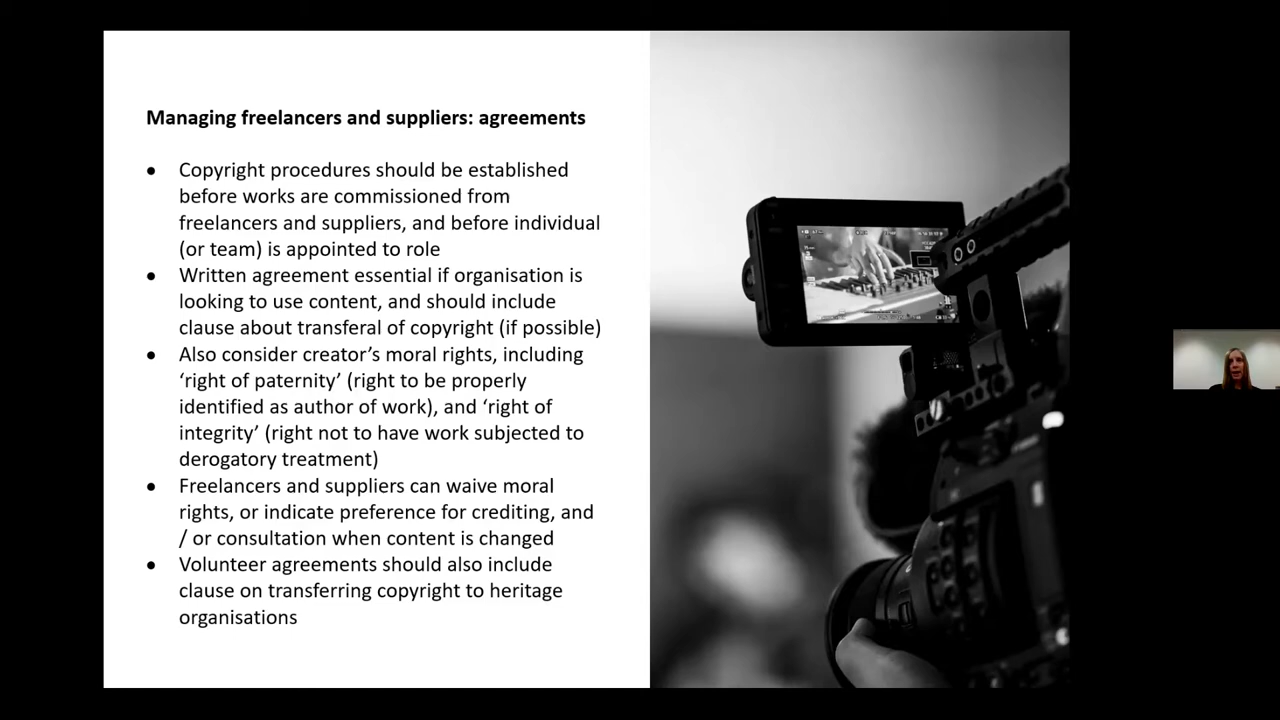 Managing freelancers and suppliers: agreements
• Copyright procedures should be established
before works are commissioned from
freelancers and suppliers, and before individual
(or team) is appointed to role
• Written agreement essential if organisation is
looking to use content, and should include
clause about transferal of copyright (if possible)
• Also consider creator’s moral rights, including
‘right of paternity’ (right to be properly
identified as author of work), and ‘right of
integrity’ (right not to have work subjected to
derogatory treatment)
• Freelancers and suppliers can waive moral
rights, or indicate preference for crediting, and
/ or consultation when content is changed
• Volunteer agreements should also include
clause on transferring copyright to heritage
organisations